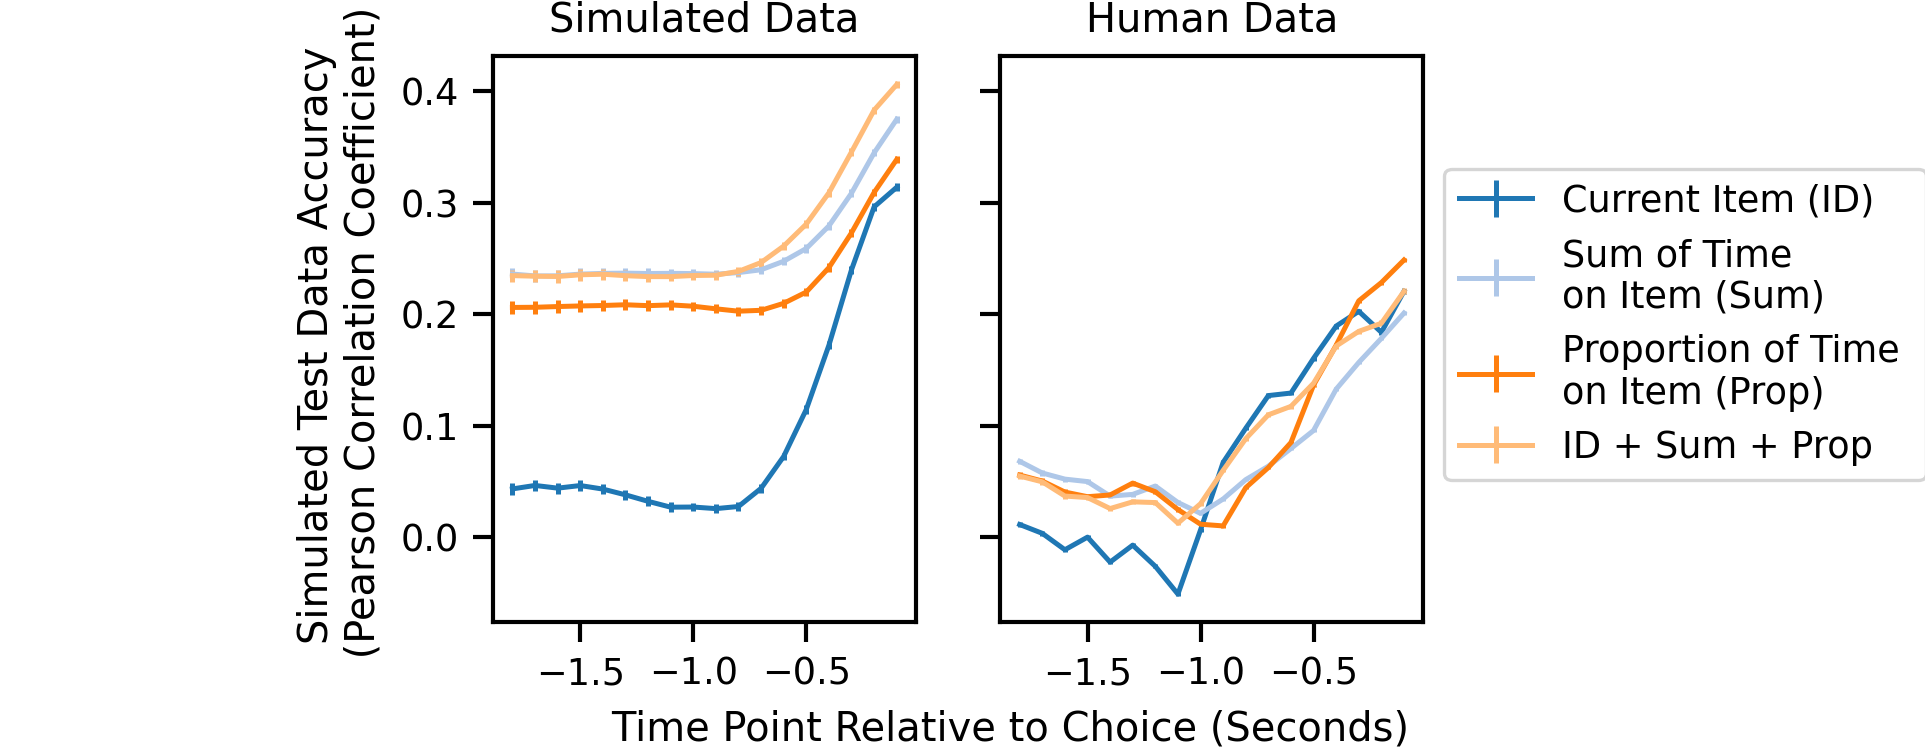 Simulated Data
Human Data
Simulated Test Data Accuracy
(Pearson Correlation Coefficient)
0.4
0.3
0.2
0.1
0.0
−1.5 −1.0 −0.5
−1.5 −1.0 −0.5
Time Point Relative to Choice (Seconds)
Current Item (ID)
Sum of Time
on Item (Sum)
Proportion of Time
on Item (Prop)
ID + Sum + Prop